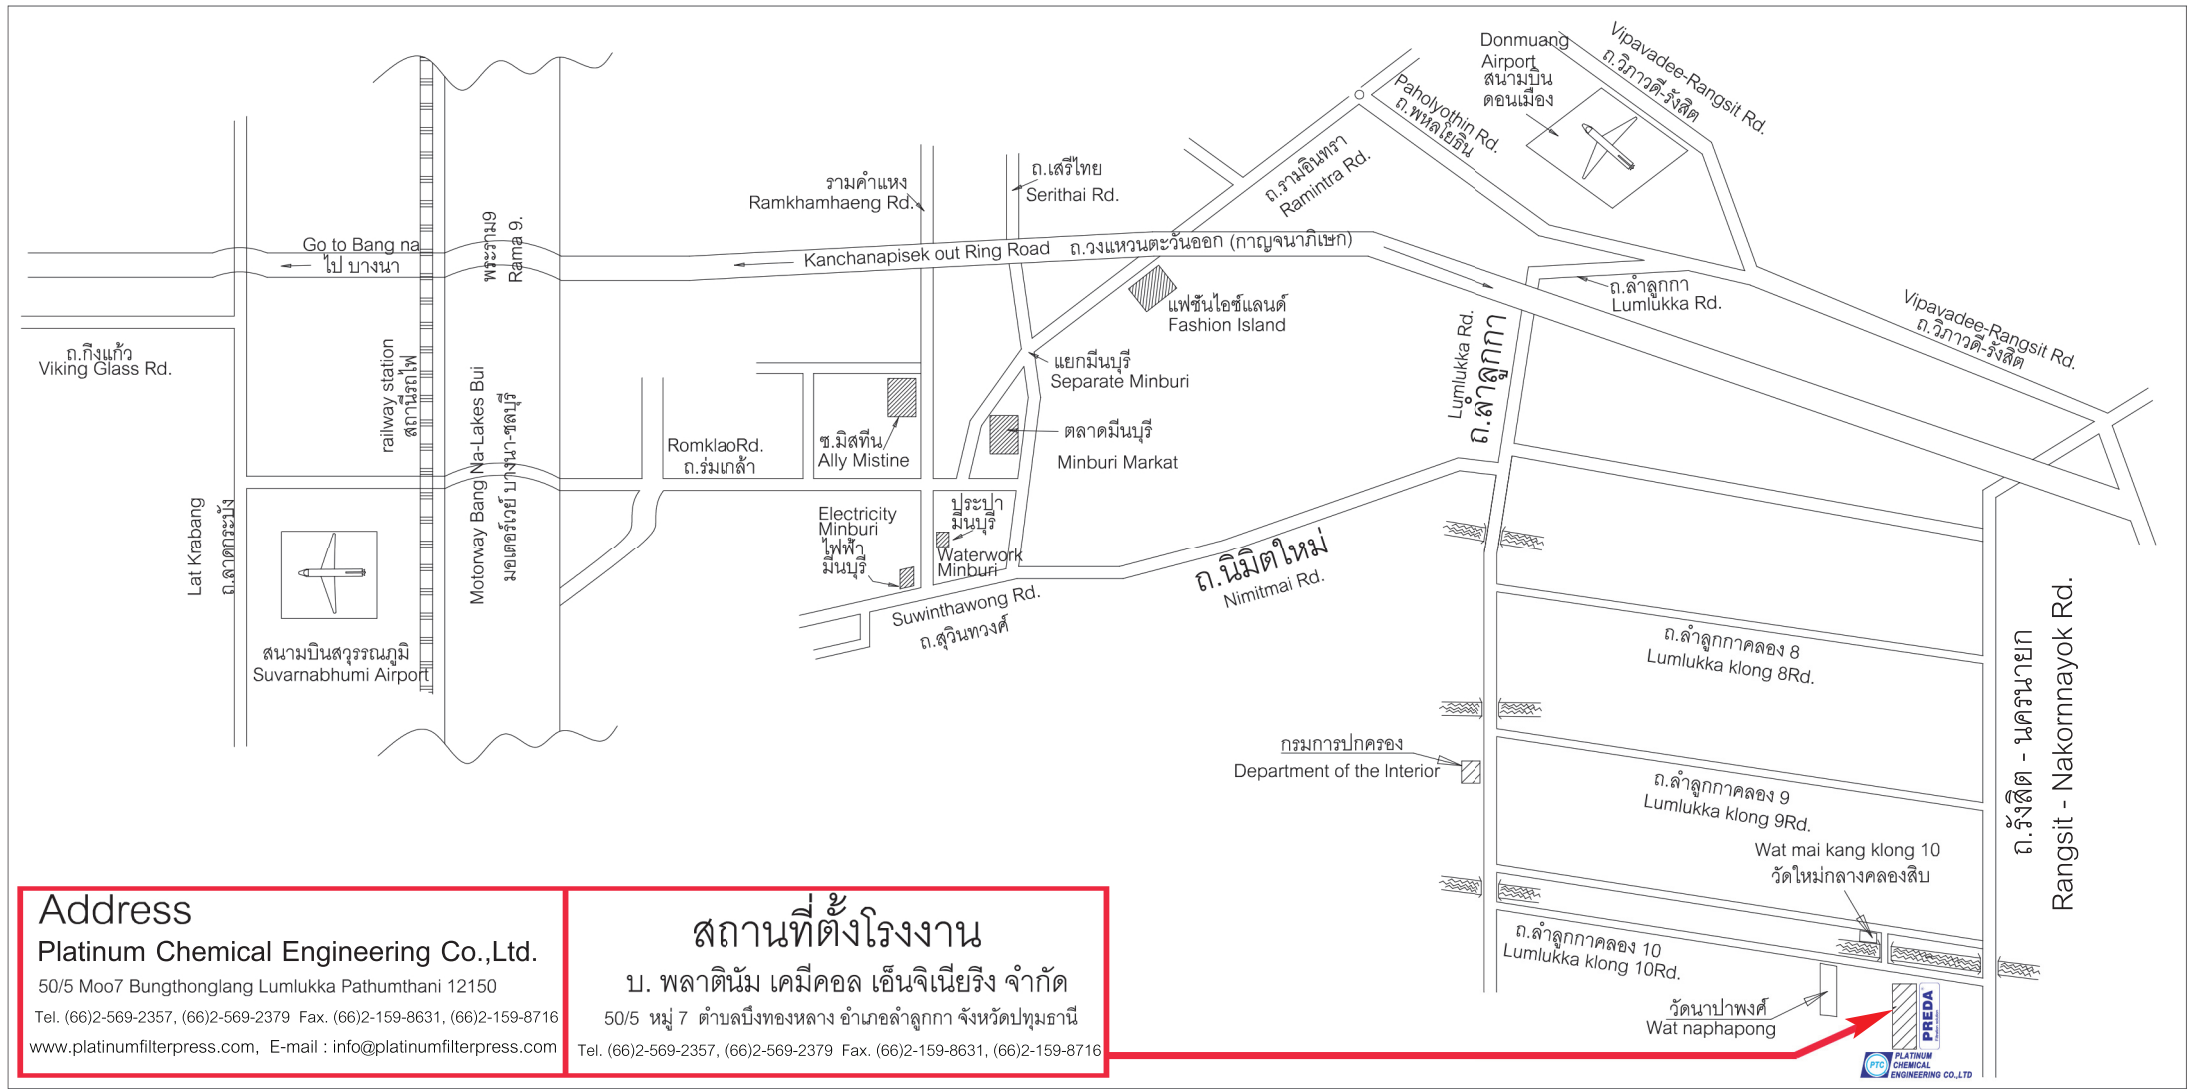 Donmuang
Airport
สนามบิน
ดอนเมือง
Vipavadee-Rangsit Rd.
ถ.วิภาวดี-รังสิต
Paholyothin Rd.
ถ.พหลโยธิน
ถ.รามอินทรา
Ramintra Rd.
ถ.เสรีไทย
Serithai Rd.
รามคำแหง
Ramkhamhaeng Rd.
พระราม9
Rama 9.
Go to Bang na
ไป บางนา
Kanchanapisek out Ring Road ถ.วงแหวนตะวันออก (กาญจนาภิเษก)
แฟชั่นไอซ์แลนด์
Fashion Island
ถ.ลำลูกกา
Lumlukka Rd.
Vipavadee-Rangsit Rd.
ถ.วิภาวดี-รังสิต
Lumlukka Rd.
ถ.ลำลูกกา
ถ.กิ่งแก้ว
Viking Glass Rd.
railway station
สถานีรถไฟ
Motorway Bang Na-Lakes Bui
มอเตอร์เวย์ บางนา-ชลบุรี
แยกมีนบุรี
Separate Minburi
ซ.มิสทีน
Ally Mistine
RomklaoRd.
ถ.ร่มเกล้า
ตลาดมีนบุรี
Minburi Markat
Lat Krabang
ถ.ลาดกระบัง
Electricity
Minburi
ไฟฟ้า
มีนบุรี
ประปา
มีนบุรี
Waterwork
Minburi
Suwinthawong Rd.
ถ.สุวินทวงศ์
ถ.นิมิตใหม่
Nimitmai Rd.
สนามบินสวุรรณภูมิ
Suvarnabhumi Airport
ถ.ลำลูกกาคลอง 8
Lumlukka klong 8Rd.
ถ.รังสิต - นครนายก
Rangsit - Nakornnayok Rd.
กรมการปกครอง
Department of the Interior
ถ.ลำลูกกาคลอง 9
Lumlukka klong 9Rd.
Wat mai kang klong 10
วัดใหม่กลางคลองสิบ
ถ.ลำลูกกาคลอง 10
Lumlukka klong 10Rd.
วัดนาปาพงศ์
Wat naphapong
PREDA
PTC
PLATINUM
CHEMICAL
ENGINEERING CO.,LTD
Address
Platinum Chemical Engineering Co.,Ltd.
50/5 Moo7 Bungthonglang Lumlukka Pathumthani 12150
Tel. (66)2-569-2357, (66)2-569-2379 Fax. (66)2-159-8631, (66)2-159-8716
www.platinumfilterpress.com, E-mail : info@platinumfilterpress.com
สถานที่ตั้งโรงงาน
บ. พลาตินัม เคมีคอล เอ็นจิเนียรีง จำกัด
50/5 หมู่ 7 ตำบลบึงทองหลาง อำเภอลำลูกกา จังหวัดปทุมธานี
Tel. (66)2-569-2357, (66)2-569-2379 Fax. (66)2-159-8631, (66)2-159-8716